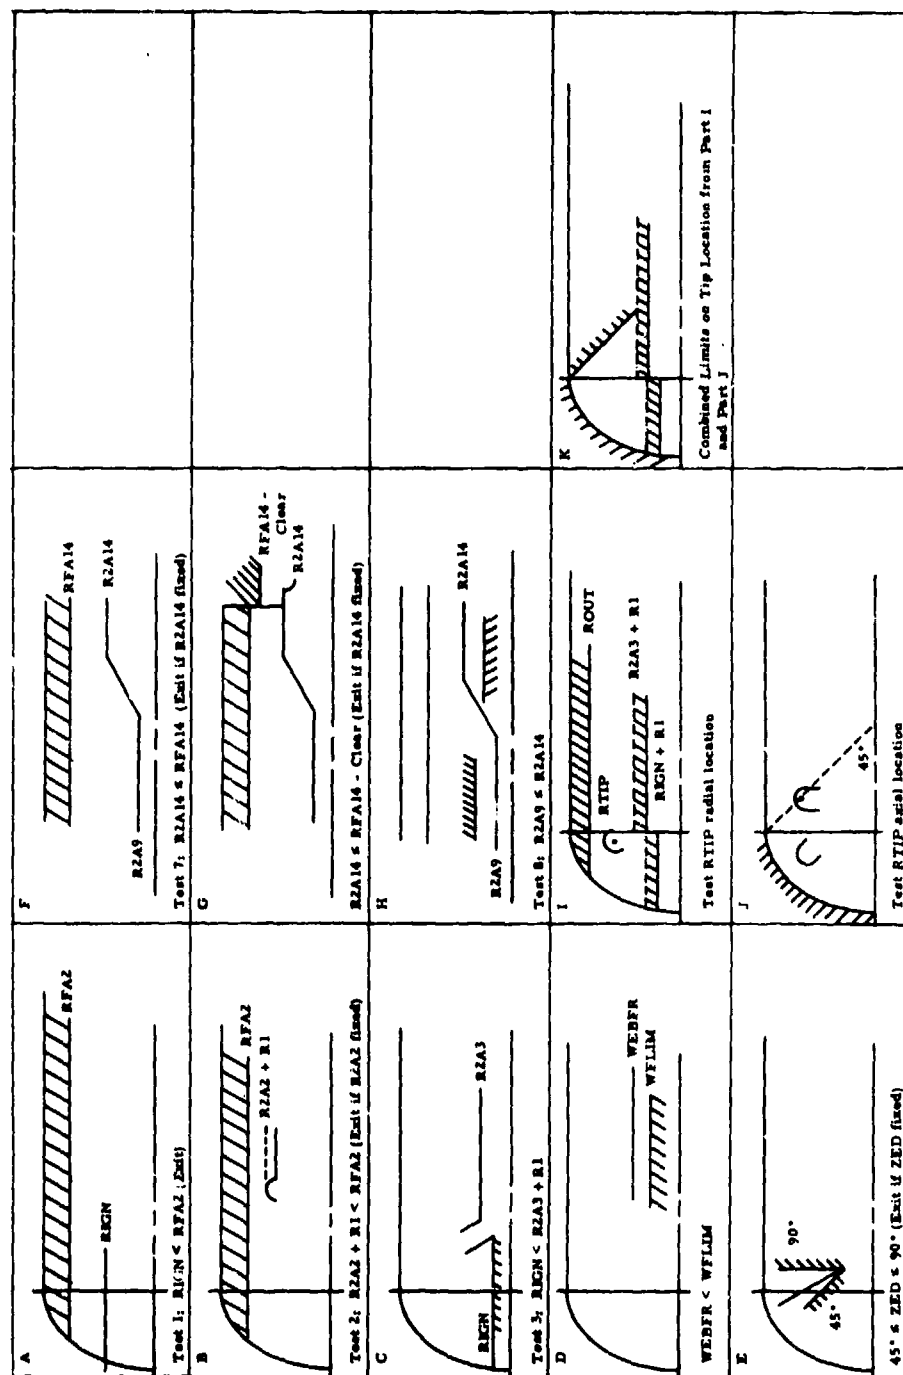 A
RFA2
RIGN
Test 1; RIGN < RFA2 (Exit)
B
RFA2
R2A2 + R1
Test 2; R2A2 + R1 < RFA2 (Exit if R2A2 fixed)
C
R2A3
RIGN
Test 3; RIGN < R2A3 + R1
D
WEBFR
WFLIM
WEBFR < WFLIM
E
90°
45°
45° ≤ ZED ≤ 90° (Exit if ZED fixed)
F
RFA14
R2A14
R2A9
Test 7; R2A14 ≤ RFA14 (Exit if R2A14 fixed)
G
RFA14 -
Clear
R2A14
R2A14 ≤ RFA14 - Clear (Exit if R2A14 fixed)
H
R2A14
R2A9
Test 8; R2A9 ≤ R2A14
I
ROUT
RTIP
R2A3 + R1
RIGN + R1
Test RTIP radial location
J
45°
Test RTIP axial location
K
Combined Limits on Tip Location from Part I
and Part J